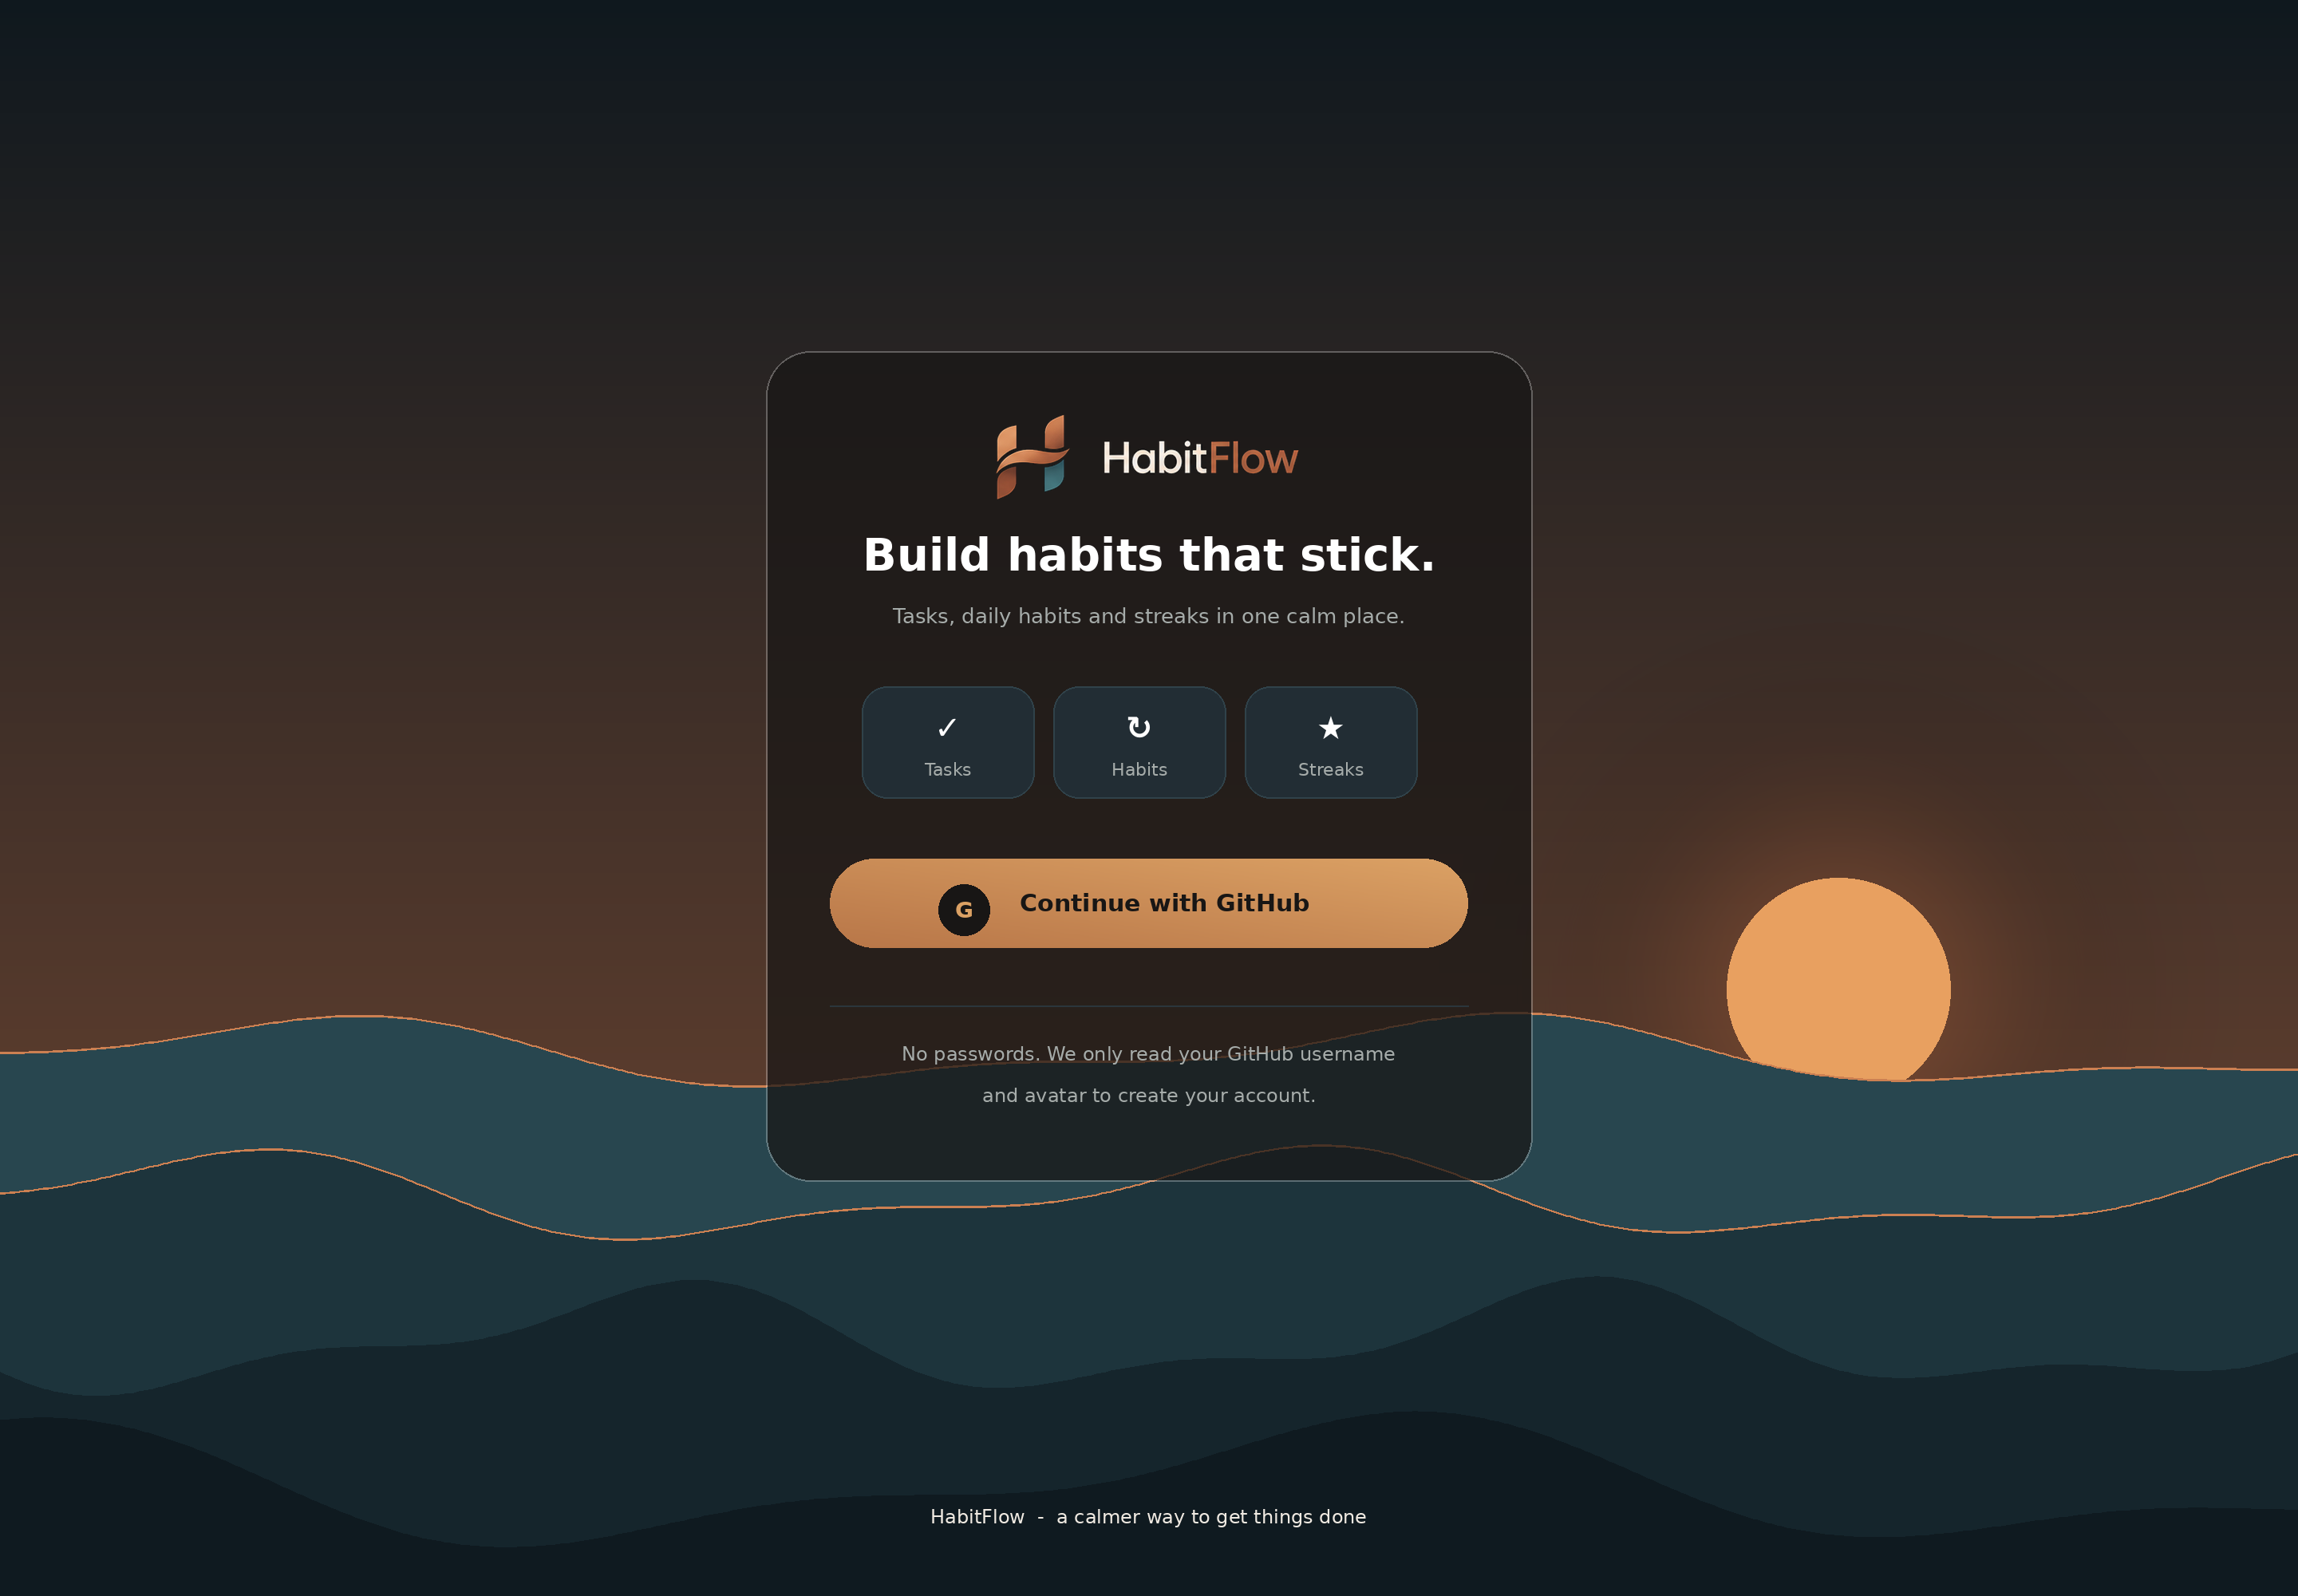 HabitFlow
Build habits that stick.
Tasks, daily habits and streaks in one calm place.
✓ ↻ ★
Tasks Habits Streaks
G Continue with GitHub
No passwords. We only read your GitHub username
and avatar to create your account.
HabitFlow - a calmer way to get things done